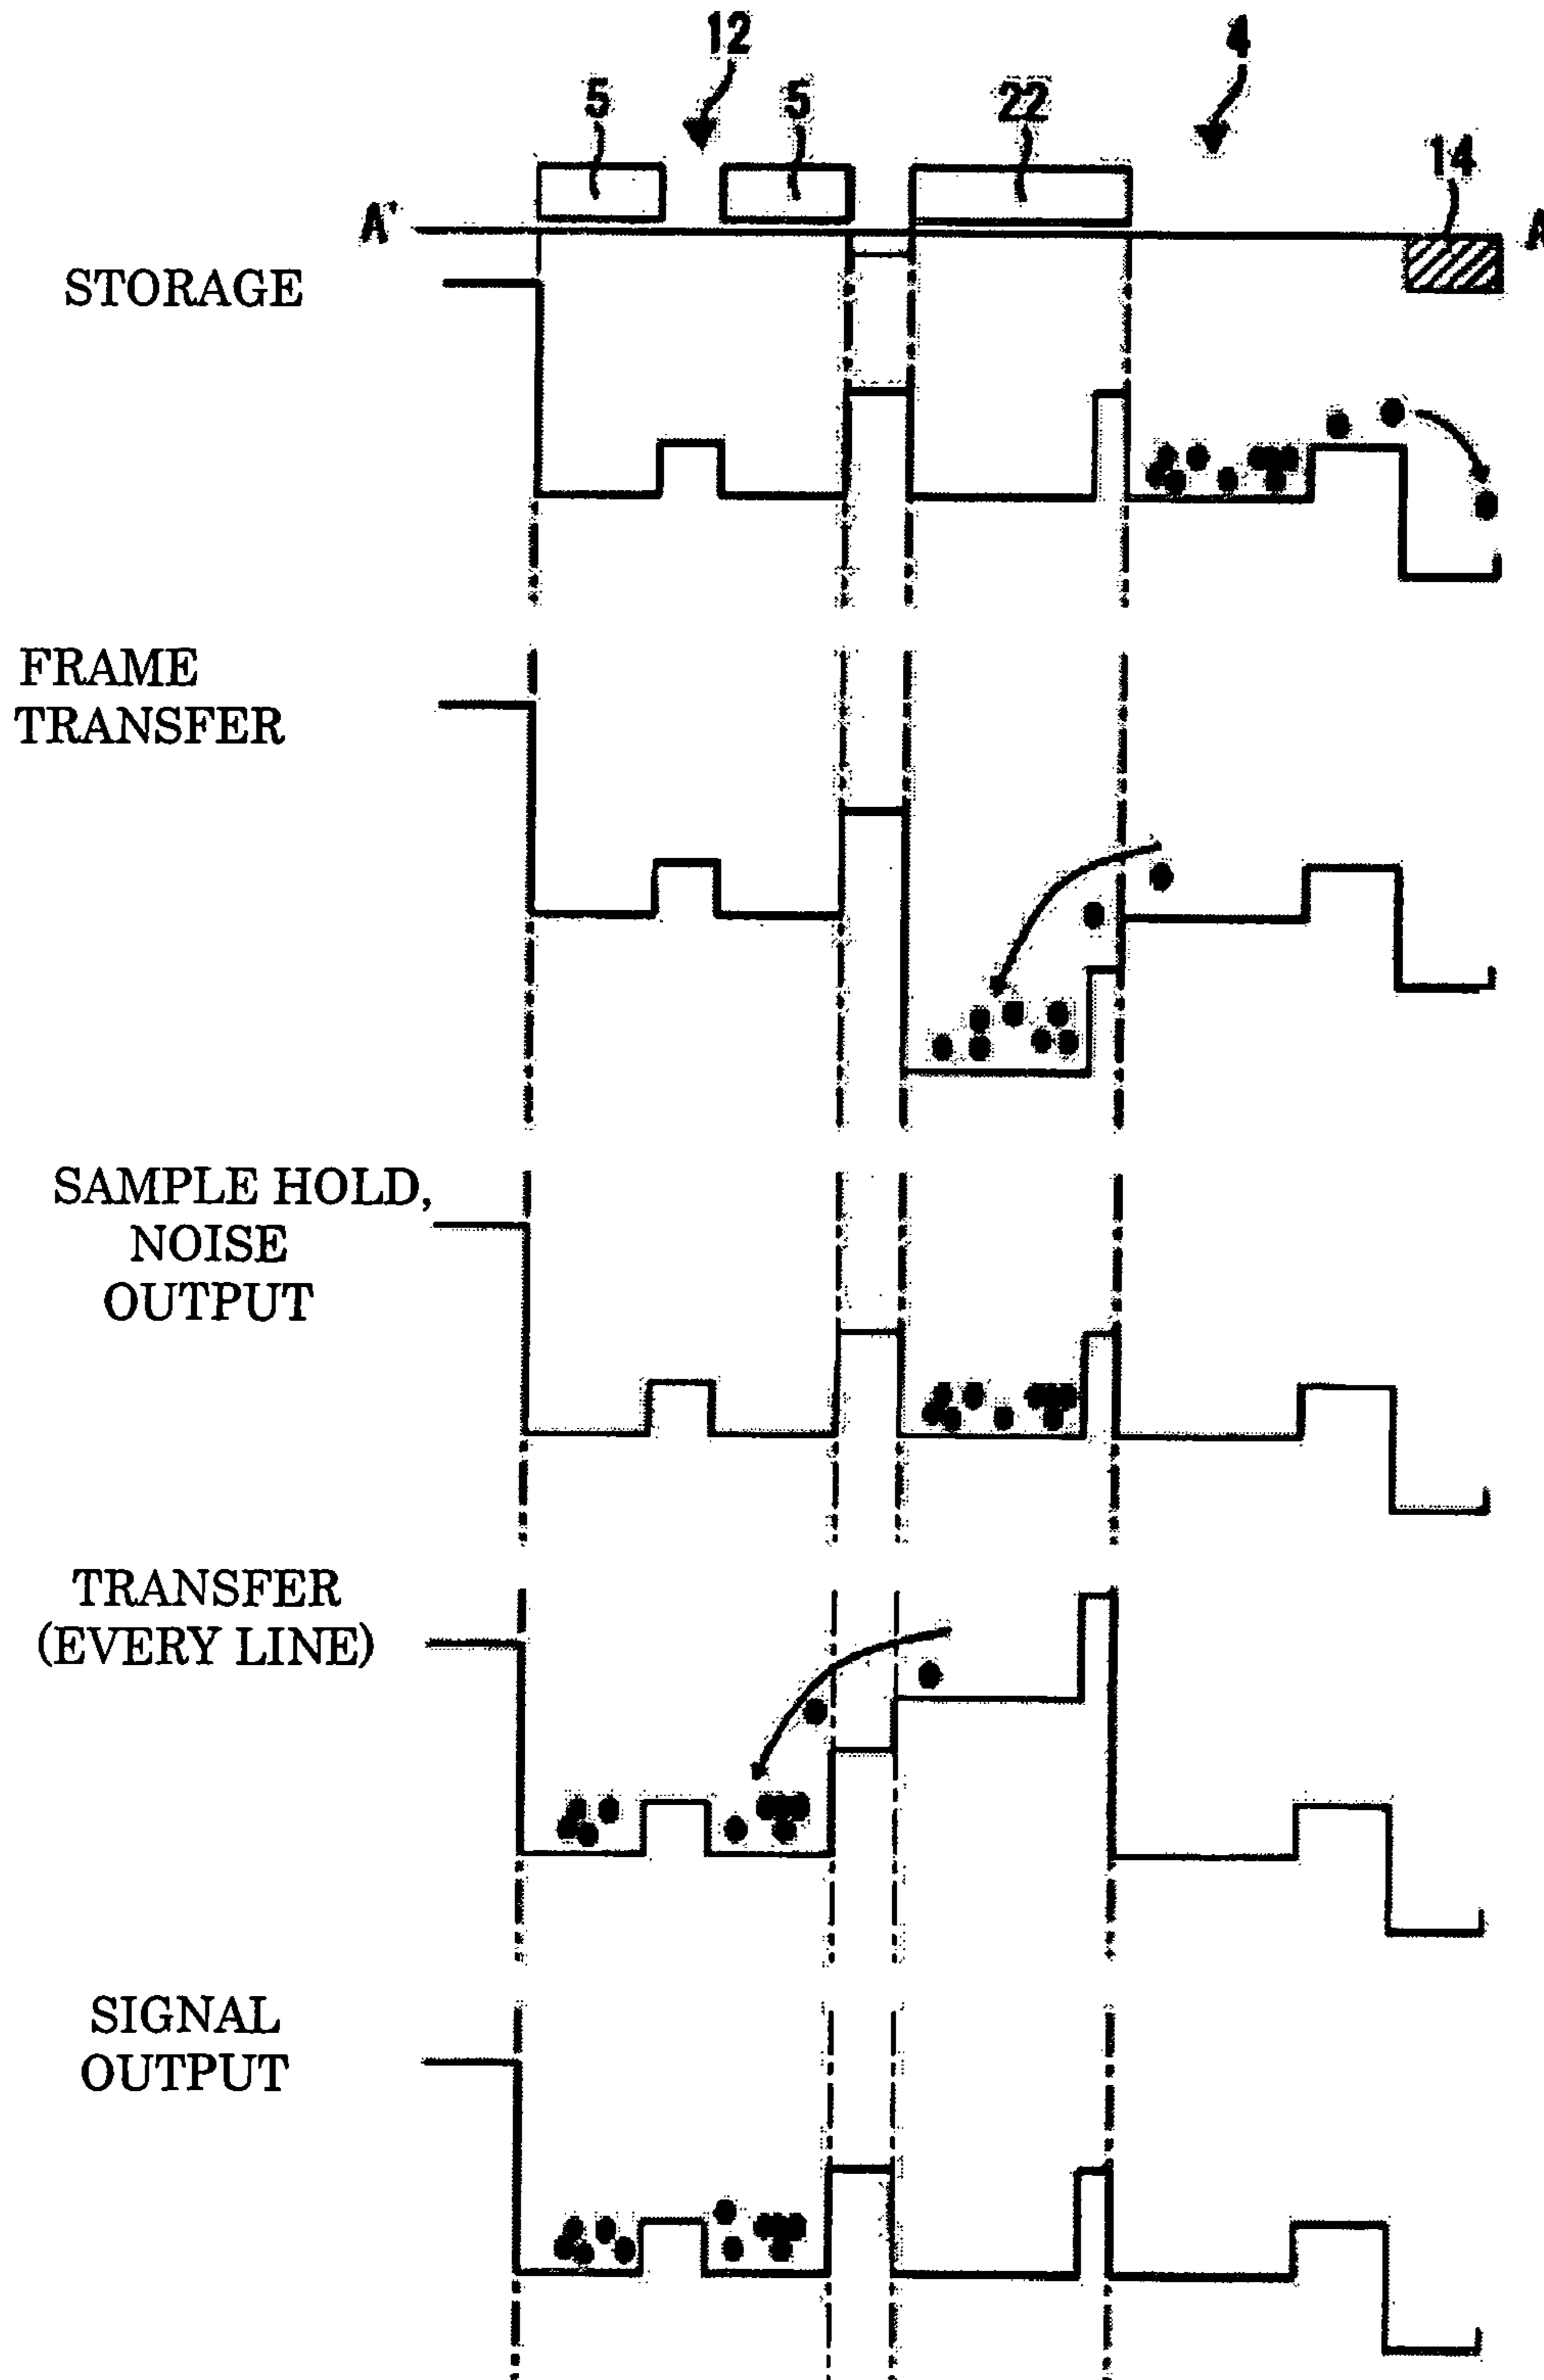 12
4
5
5
22
14
A'
A
STORAGE
FRAME
TRANSFER
SAMPLE HOLD,
NOISE
OUTPUT
TRANSFER
(EVERY LINE)
SIGNAL
OUTPUT